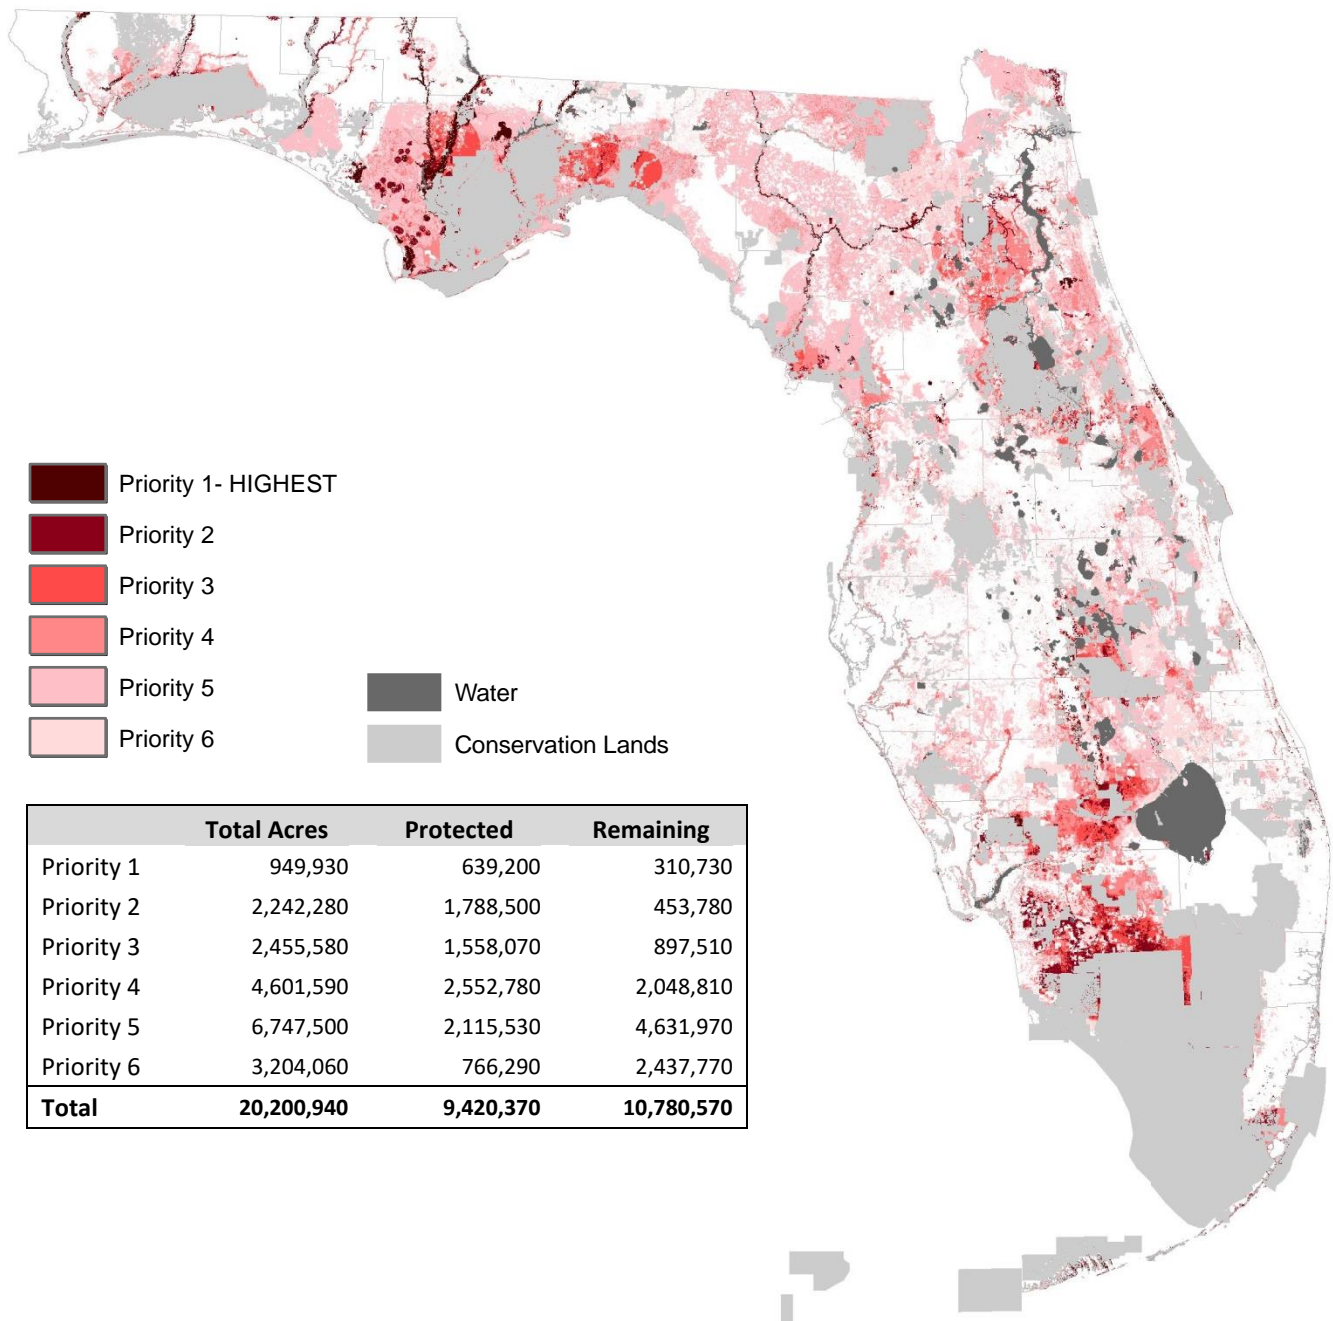 Priority 1- HIGHEST
Priority 2
Priority 3
Priority 4
Priority 5
Priority 6
Water
Conservation Lands
Total Acres Protected Remaining
Priority 1 949,930 639,200 310,730
Priority 2 2,242,280 1,788,500 453,780
Priority 3 2,455,580 1,558,070 897,510
Priority 4 4,601,590 2,552,780 2,048,810
Priority 5 6,747,500 2,115,530 4,631,970
Priority 6 3,204,060 766,290 2,437,770
Total 20,200,940 9,420,370 10,780,570